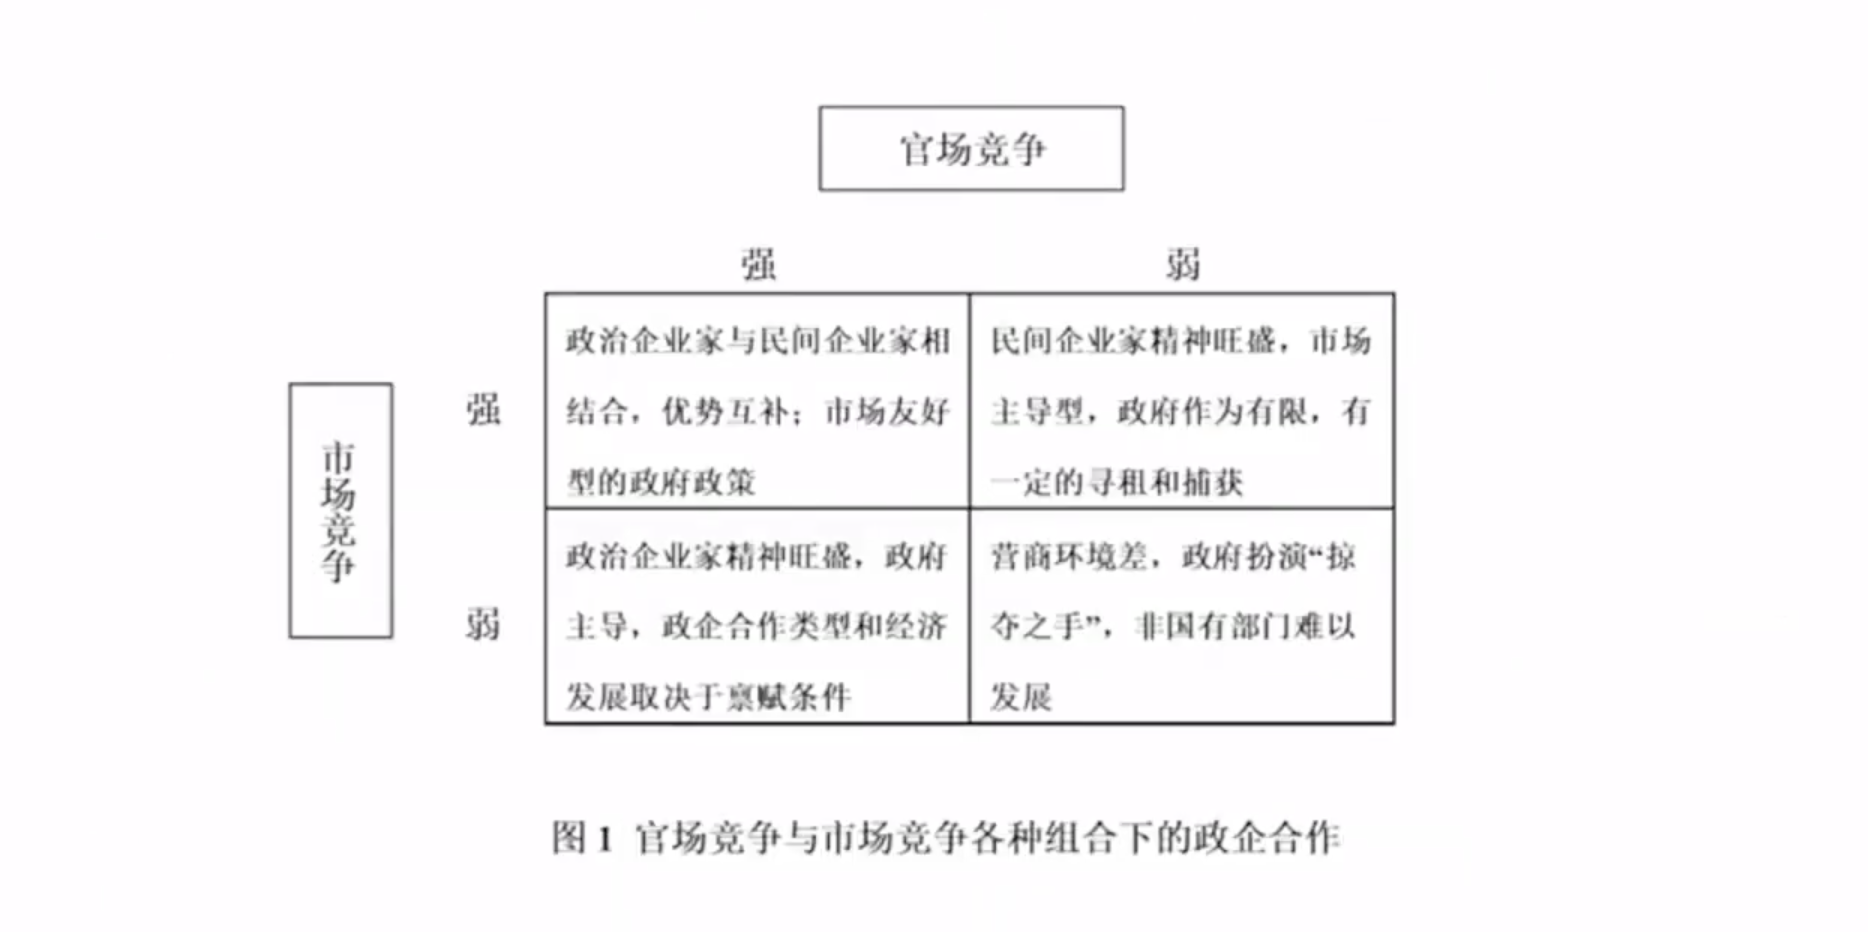 官场竞争
强
弱
市场竞争
强
政治企业家与民间企业家相
结合，优势互补；市场友好
型的政府政策
民间企业家精神旺盛，市场
主导型，政府作为有限，有
一定的寻租和捕获
弱
政治企业家精神旺盛，政府
主导，政企合作类型和经济
发展取决于禀赋条件
营商环境差，政府扮演“掠
夺之手”，非国有部门难以
发展
图 1 官场竞争与市场竞争各种组合下的政企合作